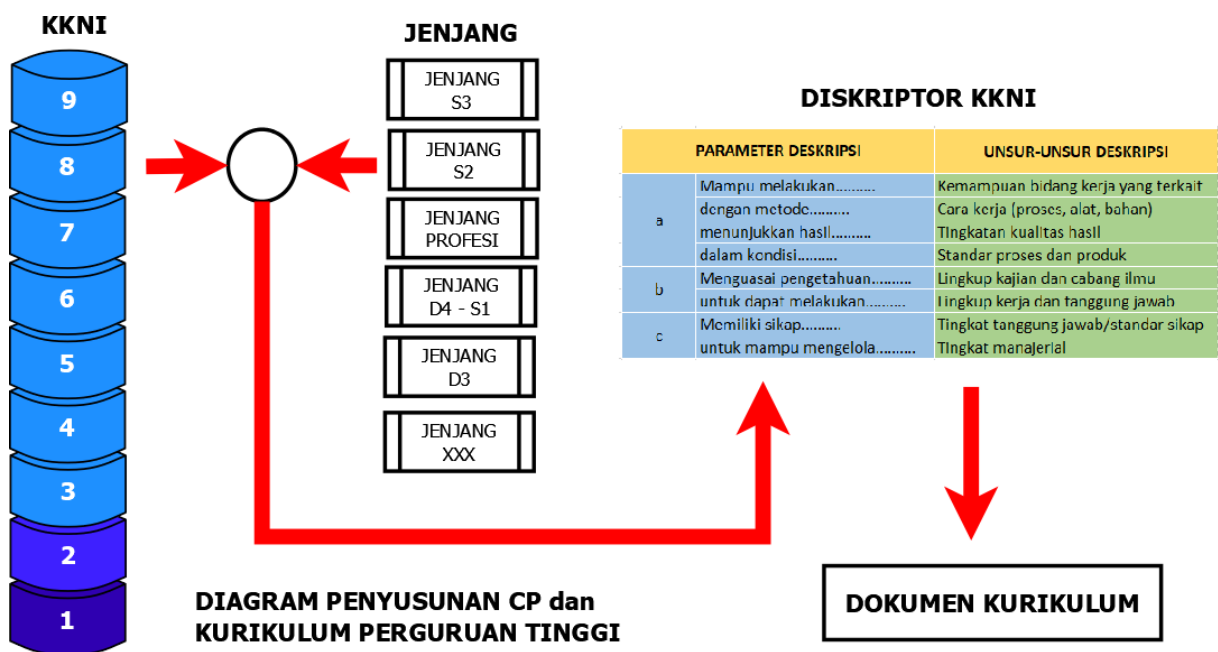 KKNI
9
8
7
6
5
4
3
2
1
JENJANG
JENJANG
S3
JENJANG
S2
JENJANG
PROFESI
JENJANG
D4 - S1
JENJANG
D3
JENJANG
XXX
DISKRIPTOR KKNI
PARAMETER DESKRIPSI UNSUR-UNSUR DESKRIPSI
a
Mampu melakukan.......... Kemampuan bidang kerja yang terkait
dengan metode.......... Cara kerja (proses, alat, bahan)
menunjukkan hasil.......... Tingkatan kualitas hasil
dalam kondisi.......... Standar proses dan produk
b
Menguasai pengetahuan.......... Lingkup kajian dan cabang ilmu
untuk dapat melakukan.......... Lingkup kerja dan tanggung jawab
c
Memiliki sikap.......... Tingkat tanggung jawab/standar sikap
untuk mampu mengelola.......... Tingkat manajerial
DIAGRAM PENYUSUNAN CP dan
KURIKULUM PERGURUAN TINGGI
DOKUMEN KURIKULUM